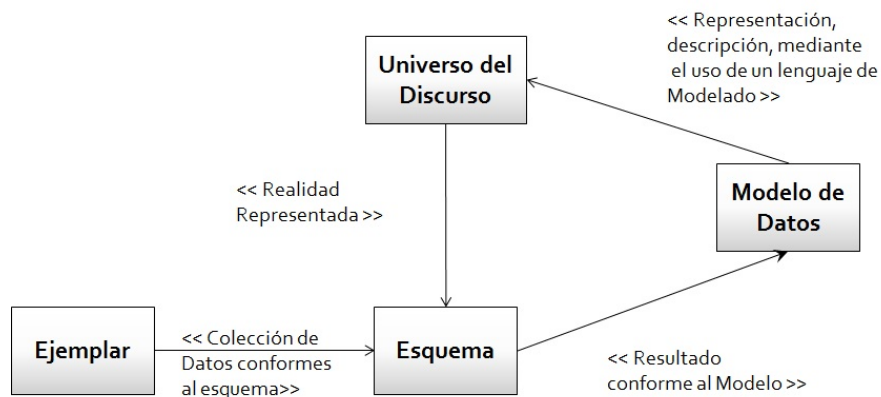 << Representación,
descripción, mediante
el uso de un lenguaje de
Modelado >>
Universo del
Discurso
<< Realidad
Representada >>
Modelo de
Datos
Ejemplar
<< Colección de
Datos conformes
al esquema>>
Esquema
<< Resultado
conforme al Modelo >>